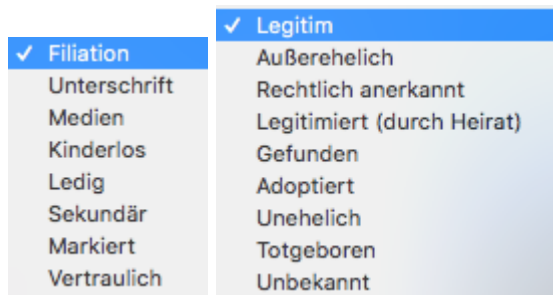 ✓ Filiation
Unterschrift
Medien
Kinderlos
Ledig
Sekundär
Markiert
Vertraulich
✓ Legitim
Außerehelich
Rechtlich anerkannt
Legitimiert (durch Heirat)
Gefunden
Adoptiert
Unehelich
Totgeboren
Unbekannt